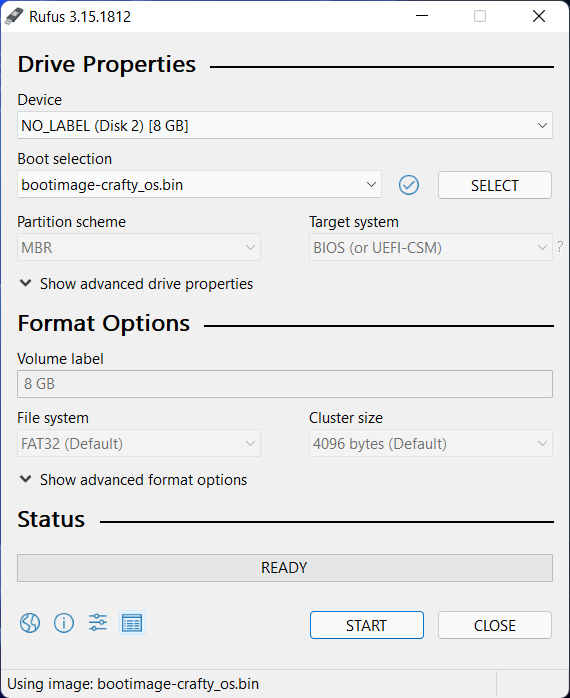 Rufus 3.15.1812
Drive Properties
Device
NO_LABEL (Disk 2) [8 GB]
Boot selection
bootimage-crafty_os.bin
SELECT
Partition scheme
Target system
MBR
BIOS (or UEFI-CSM)
?
Show advanced drive properties
Format Options
Volume label
8 GB
File system
Cluster size
FAT32 (Default)
4096 bytes (Default)
Show advanced format options
Status
READY
START
CLOSE
Using image: bootimage-crafty_os.bin